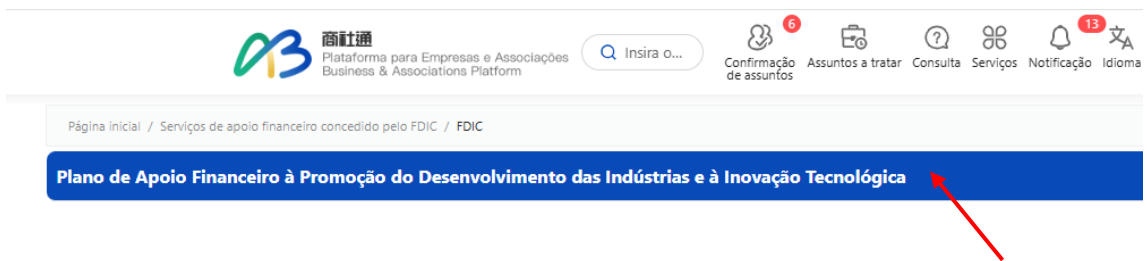 商社通
Plataforma para Empresas e Associações
Business & Associations Platform
Insira o...
6
Confirmação
de assuntos
Assuntos a tratar
Consulta
Serviços
13
Notificação
Idioma
Página inicial / Serviços de apoio financeiro concedido pelo FDIC / FDIC
Plano de Apoio Financeiro à Promoção do Desenvolvimento das Indústrias e à Inovação Tecnológica